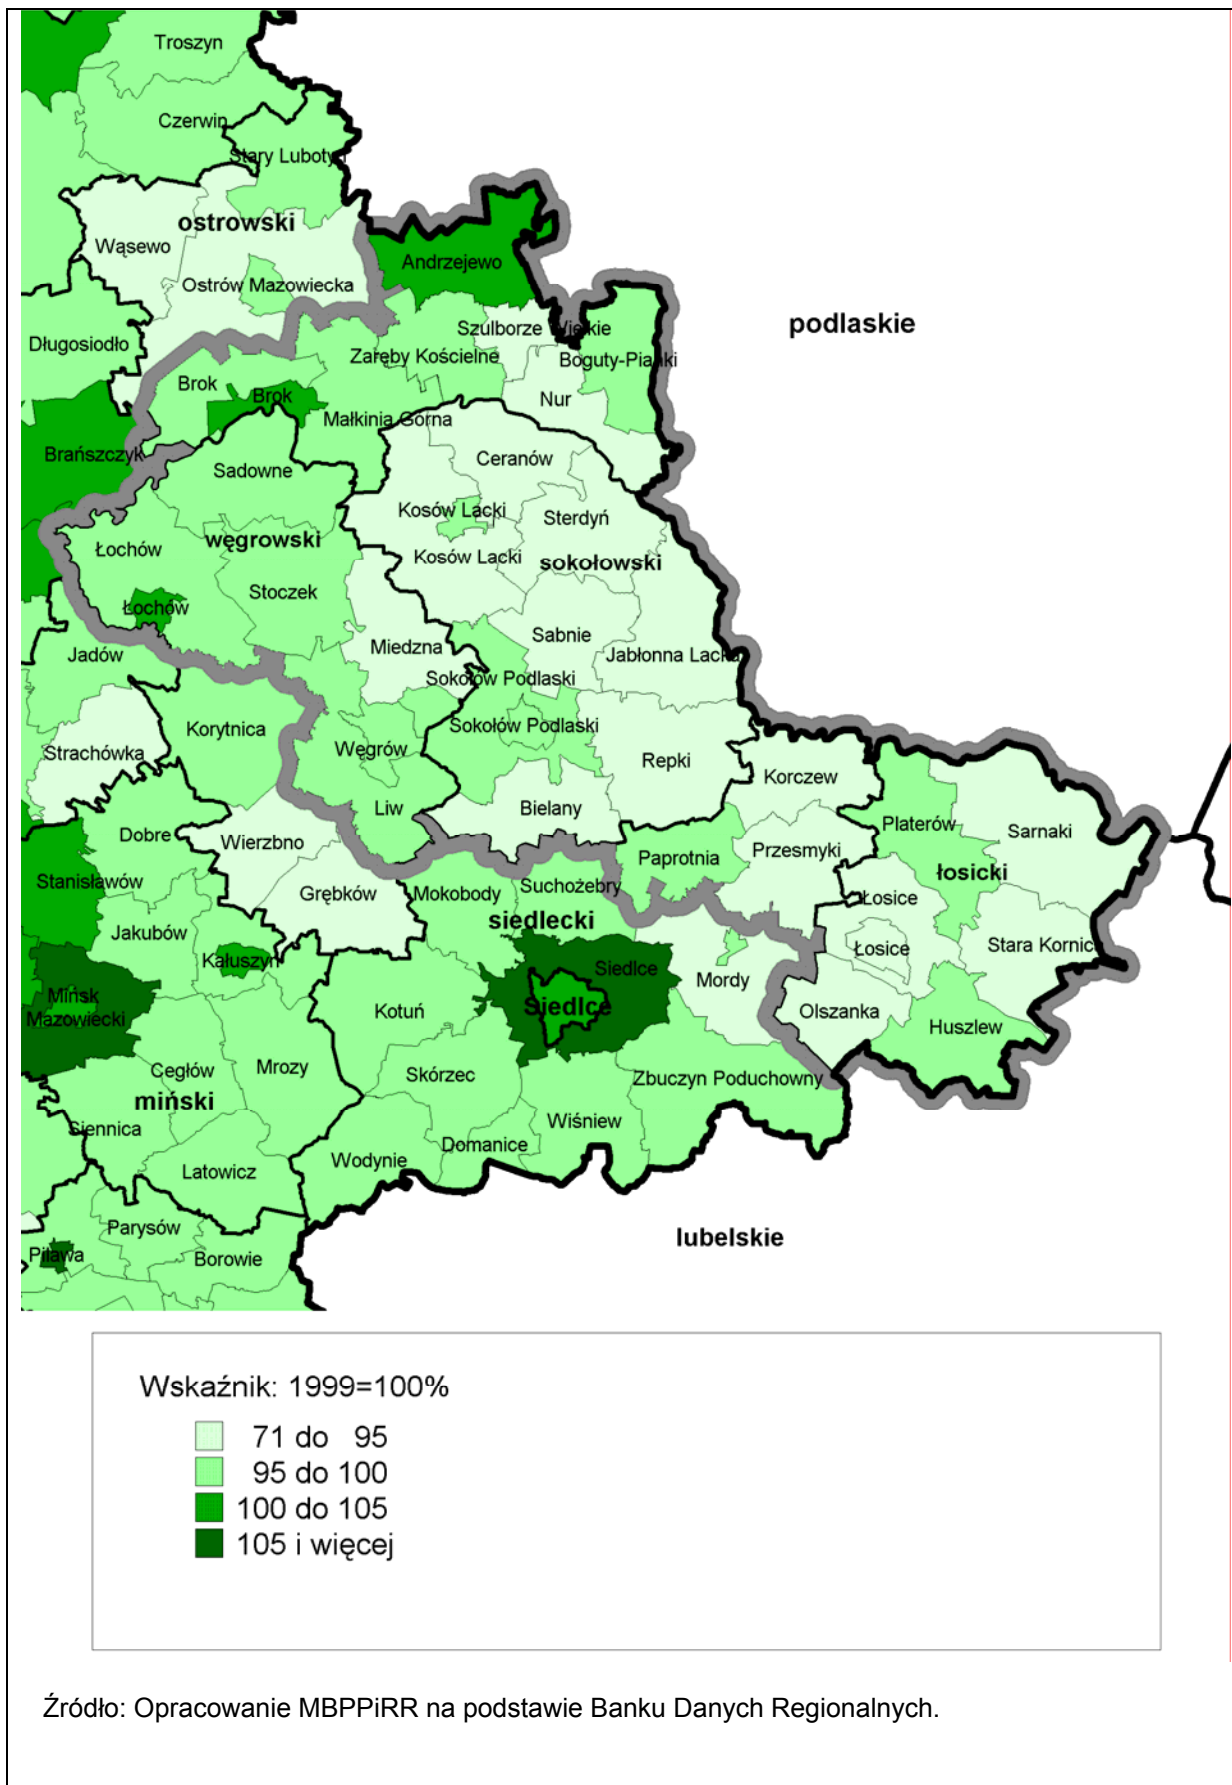 Troszyn
Czerwin
Stary Lubotyń
ostrowski
Wąsewo
Andrzejewo
Ostrów Mazowiecka
podlaskie
Szulborze Wielkie
Długosiodło
Zaręby Kościelne
Boguty-Pianki
Brok
Brok
Nur
Małkinia Górna
Brańszczyk
Ceranów
Sadowne
Kosów Lacki
Sterdyń
węgrowski
Łochów
Kosów Lacki
sokołowski
Stoczek
Łochów
Sabnie
Miedzna
Jadów
Jabłonna Lacka
Sokołów Podlaski
Korytnica
Sokołów Podlaski
Węgrów
Strachówka
Repki
Korczew
Liw
Bielany
Platerów
Sarnaki
Dobre
Wierzbno
Przesmyki
Paprotnia
łosicki
Stanisławów
Grębków
Mokobody
Suchożebry
Łosice
siedlecki
Jakubów
Łosice
Stara Kornica
Kałuszyn
Siedlce
Mordy
Mińsk
Mazowiecki
Kotuń
Siedlce
Olszanka
Huszlew
Cegłów
Mrozy
Skórzec
Zbuczyn Poduchowny
miński
Siennica
Wiśniew
Domanice
Latowicz
Wodynie
Parysów
lubelskie
Pilawa
Borowie
Wskaźnik: 1999=100%
71 do 95
95 do 100
100 do 105
105 i więcej
Źródło: Opracowanie MBPPiRR na podstawie Banku Danych Regionalnych.